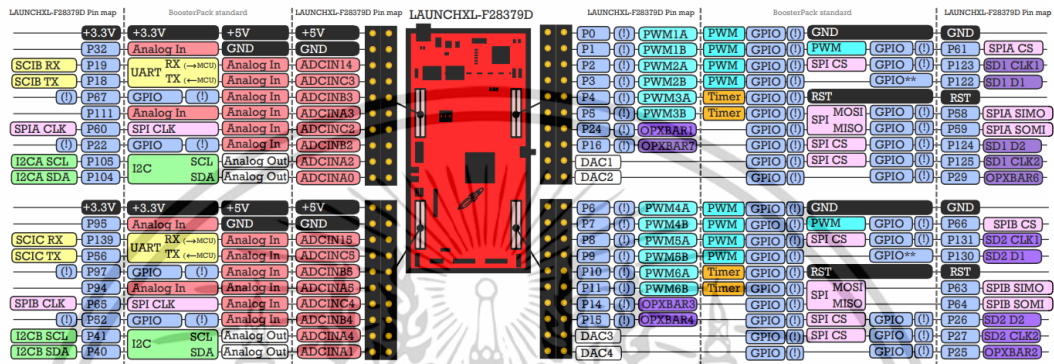 LAUNCHXL-F28379D Pin map BoosterPack standard LAUNCHXL-F28379D Pin map
+3.3V +3.3V +5V +5V
P32 Analog In GND GND
SCIB RX P19 UART RX (→MCU) Analog In ADCIN14
SCIB TX P18 TX (←MCU) Analog In ADCINC3
(!) P67 GPIO (!) Analog In ADCINB3
P111 Analog In Analog In ADCINA3
SPIA CLK P60 SPI CLK Analog In ADCINC2
(!) P22 GPIO (!) Analog In ADCINB2
I2CA SCL P105 I2C SCL Analog Out ADCINA2
I2CA SDA P104 SDA Analog Out ADCINA0
+3.3V +3.3V +5V +5V
P95 Analog In GND GND
SCIC RX P139 UART RX (→MCU) Analog In ADCIN15
SCIC TX P56 TX (←MCU) Analog In ADCINC5
(!) P97 GPIO (!) Analog In ADCINB5
P94 Analog In Analog In ADCINA5
SPIB CLK P65 SPI CLK Analog In ADCINC4
(!) P52 GPIO (!) Analog In ADCINB4
I2CB SCL P41 I2C SCL Analog Out ADCINA4
I2CB SDA P40 SDA Analog Out ADCINA1
LAUNCHXL-F28379D
LAUNCHXL-F28379D Pin map BoosterPack standard LAUNCHXL-F28379D Pin map
P0 (!) PWM1A PWM GPIO (!) GND GND
P1 (!) PWM1B PWM GPIO (!) PWM GPIO (!) P61 SPIA CS
P2 (!) PWM2A PWM GPIO (!) SPI CS GPIO (!) P123 SD1 CLK1
P3 (!) PWM2B PWM GPIO (!) GPIO** P122 SD1 D1
P4 (!) PWM3A Timer GPIO (!) RST RST
P5 (!) PWM3B Timer GPIO (!) SPI MOSI P58 SPIA SIMO
P24 (!) OPXBAR1 GPIO (!) MISO P59 SPIA SOMI
P16 (!) OPXBAR7 GPIO (!) SPI CS GPIO (!) P124 SD1 D2
DAC1 GPIO (!) SPI CS GPIO (!) P125 SD1 CLK2
DAC2 GPIO (!) GPIO (!) P29 OPXBAR6
P6 (!) PWM4A PWM GPIO (!) GND GND
P7 (!) PWM4B PWM GPIO (!) PWM GPIO (!) P66 SPIB CS
P8 (!) PWM5A PWM GPIO (!) SPI CS GPIO (!) P131 SD2 CLK1
P9 (!) PWM5B PWM GPIO (!) GPIO** P130 SD2 D1
P10 (!) PWM6A Timer GPIO (!) RST RST
P11 (!) PWM6B Timer GPIO (!) SPI MOSI P63 SPIB SIMO
P14 (!) OPXBAR3 GPIO (!) MISO P64 SPIB SOMI
P15 (!) OPXBAR4 GPIO (!) SPI CS GPIO (!) P26 SD2 D2
DAC3 GPIO (!) SPI CS GPIO (!) P27 SD2 CLK2
DAC4 GPIO (!) GPIO (!) P25 OPXBAR2